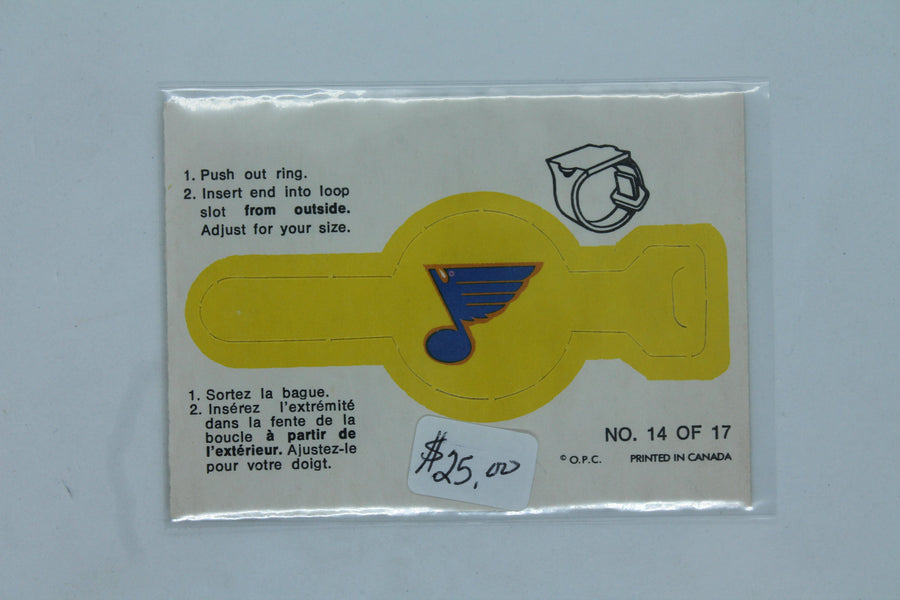 1. Push out ring.
2. Insert end into loop
slot from outside.
Adjust for your size.
1. Sortez la bague.
2. Insérez l'extrémité
dans la fente de la
boucle à partir de
l'extérieur. Ajustez-le
pour votre doigt.
$25.00
NO. 14 OF 17
© O.P.C. PRINTED IN CANADA